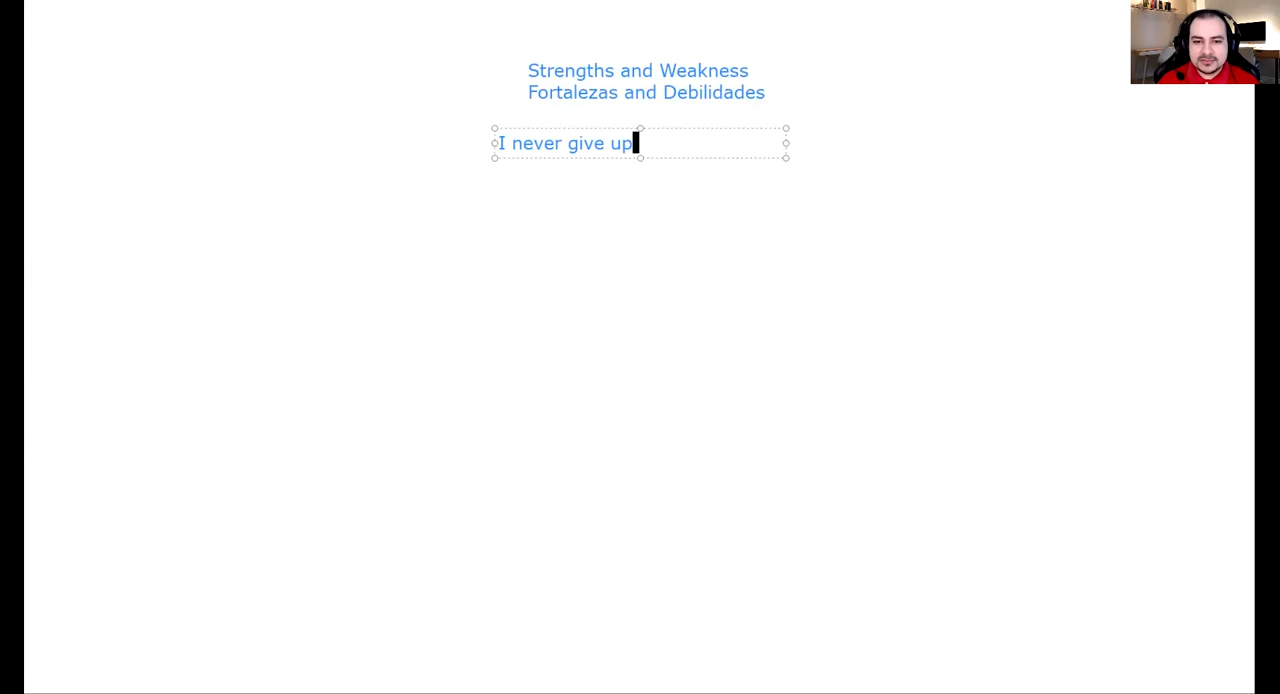 Strengths and Weakness
Fortalezas and Debilidades
I never give up